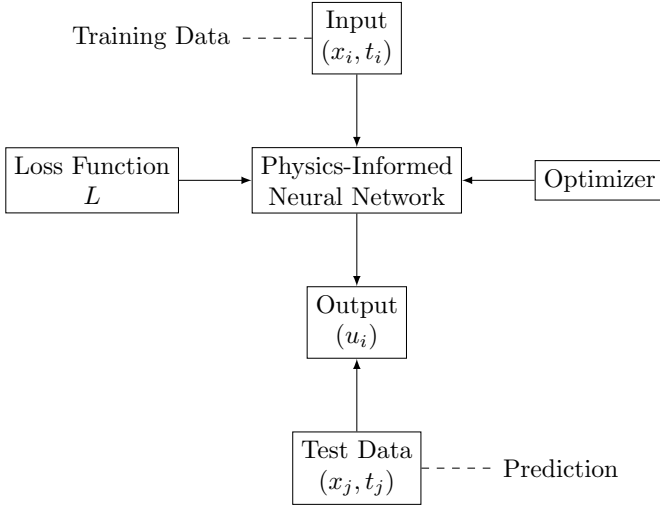 Input
(x_i, t_i)
Training Data
Loss Function
L
Physics-Informed
Neural Network
Optimizer
Output
(u_i)
Test Data
(x_j, t_j)
Prediction